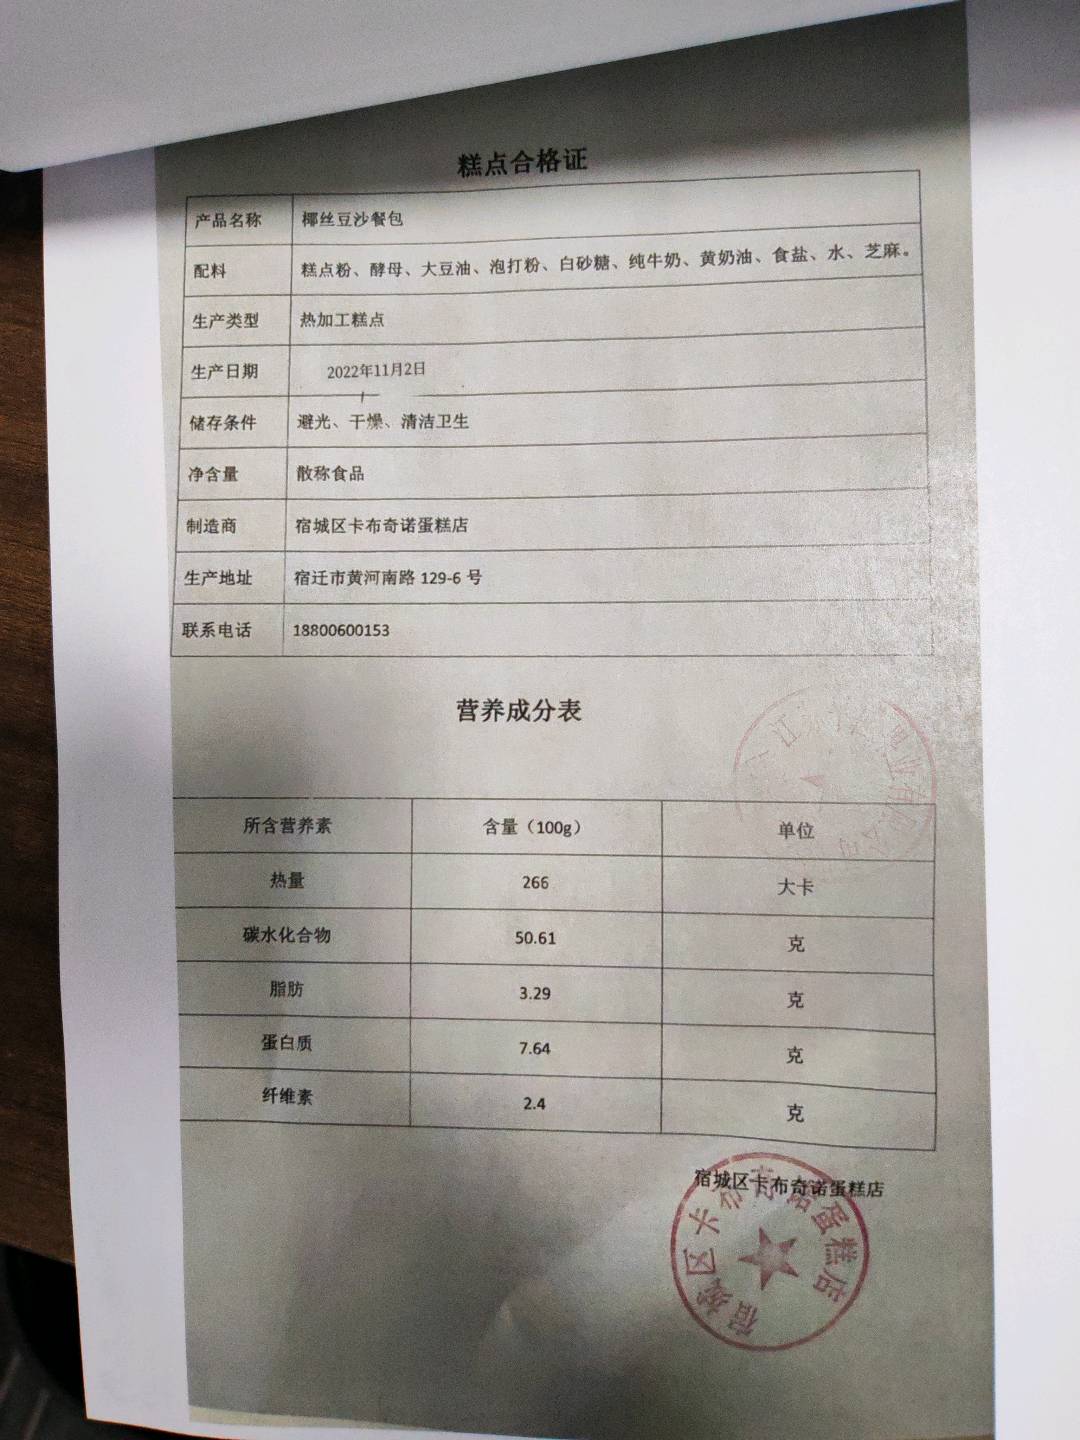 糕点合格证
产品名称 椰丝豆沙餐包
配料 糕点粉、酵母、大豆油、泡打粉、白砂糖、纯牛奶、黄奶油、食盐、水、芝麻。
生产类型 热加工糕点
生产日期 2022年11月2日
储存条件 避光、干燥、清洁卫生
净含量 散称食品
制造商 宿城区卡布奇诺蛋糕店
生产地址 宿迁市黄河南路 129-6 号
联系电话 18800600153
营养成分表
所含营养素 含量（100g） 单位
热量 266 大卡
碳水化合物 50.61 克
脂肪 3.29 克
蛋白质 7.64 克
纤维素 2.4 克
宿城区卡布奇诺蛋糕店
宿城区卡布奇诺蛋糕店